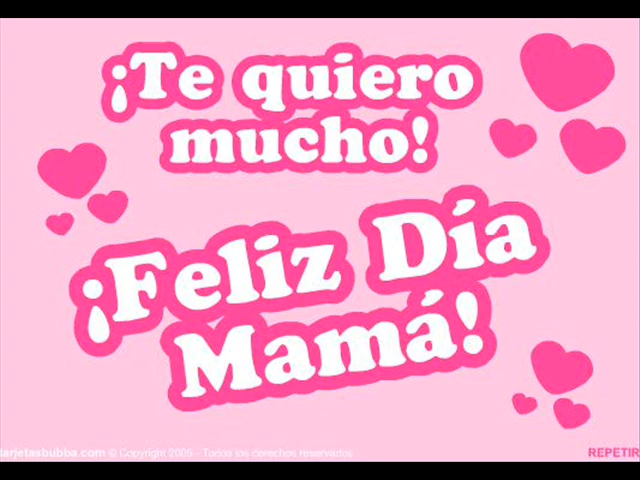 ¡Te quiero
mucho!
¡Feliz Día
Mamá!
tarjetasbubba.com © Copyright 2005 - Todos los derechos reservados
REPETIR